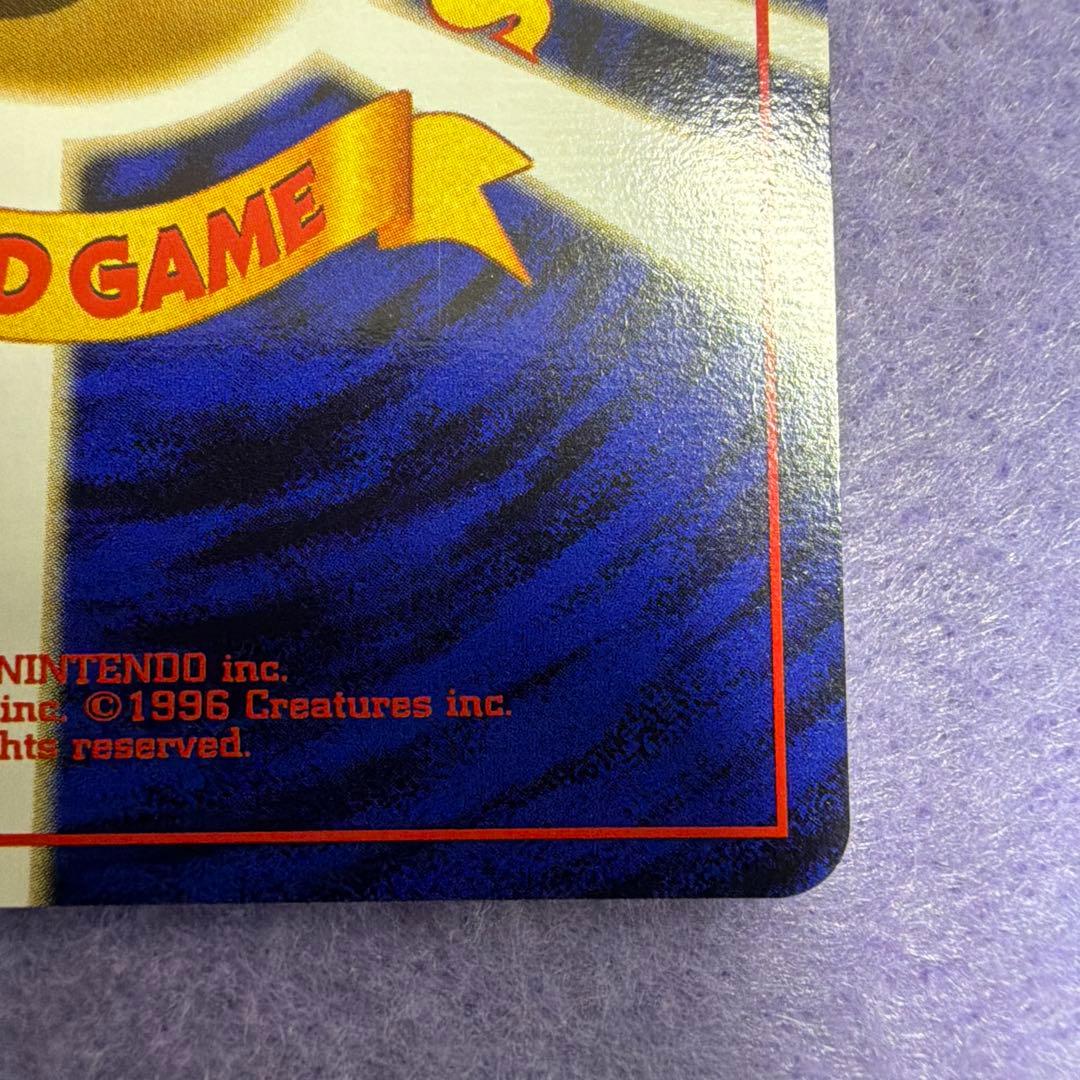 D GAME
NINTENDO inc.
inc. ©1996 Creatures inc.
hts reserved.